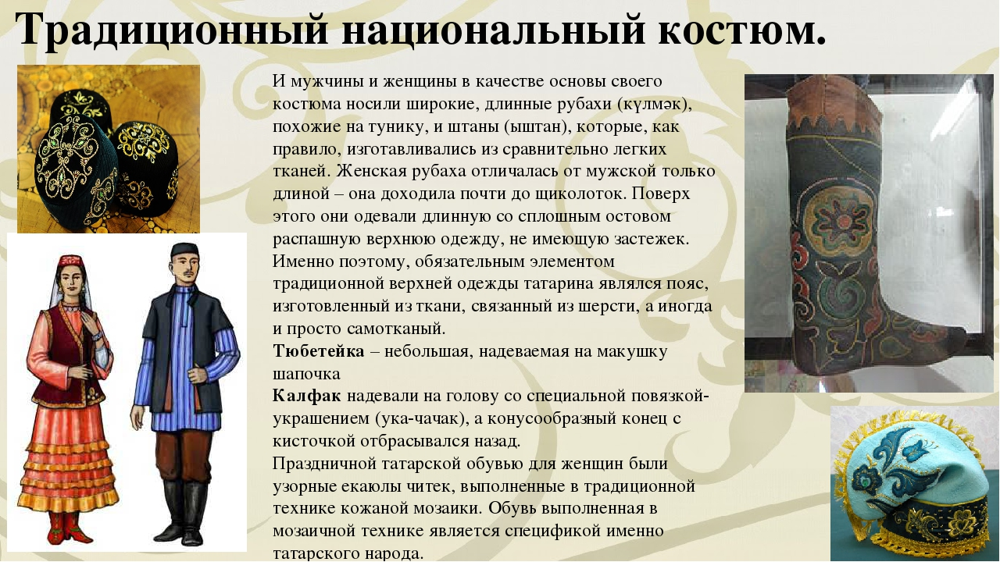 Традиционный национальный костюм.
И мужчины и женщины в качестве основы своего
костюма носили широкие, длинные рубахи (күлмәк),
похожие на тунику, и штаны (ыштан), которые, как
правило, изготавливались из сравнительно легких
тканей. Женская рубаха отличалась от мужской только
длиной – она доходила почти до щиколоток. Поверх
этого они одевали длинную со сплошным остовом
распашную верхнюю одежду, не имеющую застежек.
Именно поэтому, обязательным элементом
традиционной верхней одежды татарина являлся пояс,
изготовленный из ткани, связанный из шерсти, а иногда
и просто самотканый.
Тюбетейка – небольшая, надеваемая на макушку
шапочка
Калфак надевали на голову со специальной повязкой-
украшением (ука-чачак), а конусообразный конец с
кисточкой отбрасывался назад.
Праздничной татарской обувью для женщин были
узорные екаюлы читек, выполненные в традиционной
технике кожаной мозаики. Обувь выполненная в
мозаичной технике является спецификой именно
татарского народа.